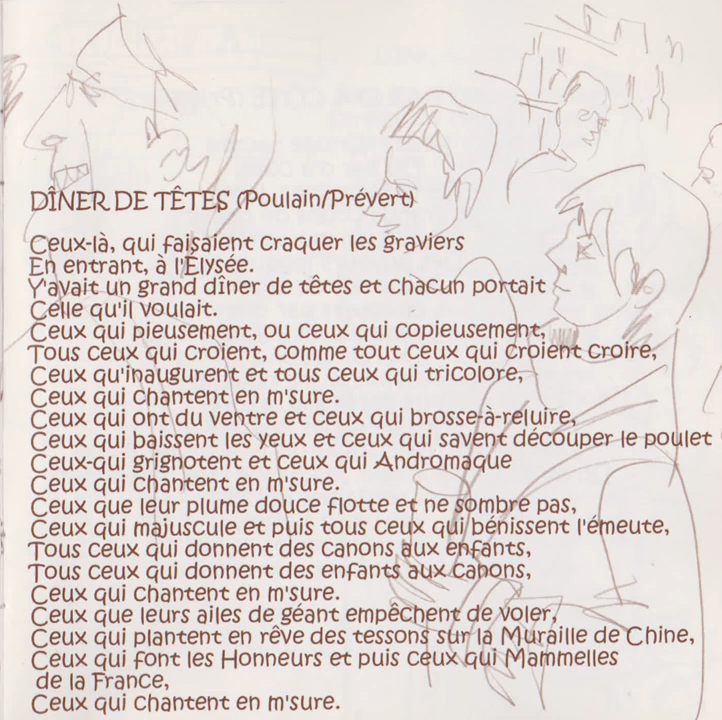 DÎNER DE TÊTES (Poulain/Prévert)
Ceux-là, qui faisaient craquer les graviers
En entrant, à l'Elysée.
Y'avait un grand dîner de têtes et chacun portait
Celle qu'il voulait.
Ceux qui pieusement, ou ceux qui copieusement,
Tous ceux qui croient, comme tout ceux qui croient croire,
Ceux qu'inaugurent et tous ceux qui tricolore,
Ceux qui chantent en m'sure.
Ceux qui ont du ventre et ceux qui brosse-à-reluire,
Ceux qui baissent les yeux et ceux qui savent découper le poulet
Ceux-qui grignotent et ceux qui Andromaque
Ceux qui chantent en m'sure.
Ceux que leur plume douce flotte et ne sombre pas,
Ceux qui majuscule et puis tous ceux qui bénissent l'émeute,
Tous ceux qui donnent des canons aux enfants,
Tous ceux qui donnent des enfants aux canons,
Ceux qui chantent en m'sure.
Ceux que leurs ailes de géant empêchent de voler,
Ceux qui plantent en rêve des tessons sur la Muraille de Chine,
Ceux qui font les Honneurs et puis ceux qui Mammelles
de la France,
Ceux qui chantent en m'sure.